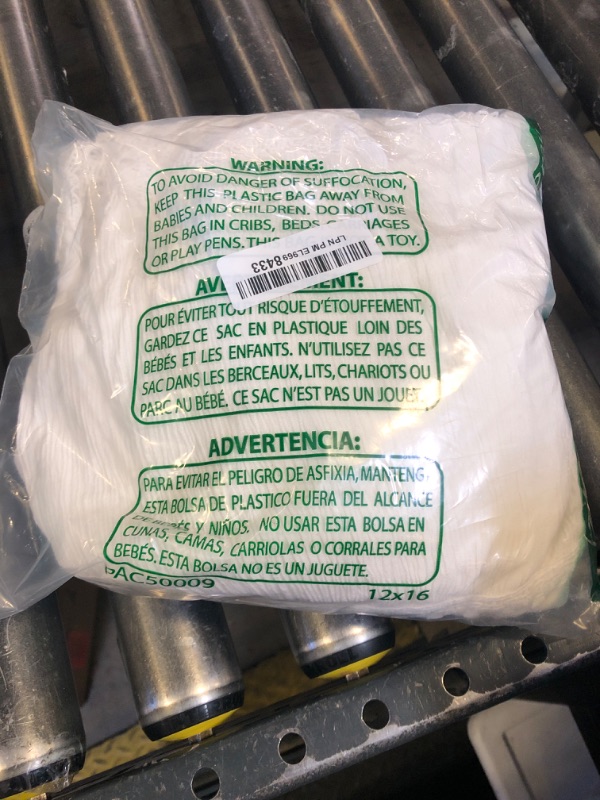 WARNING:
TO AVOID DANGER OF SUFFOCATION,
KEEP THIS PLASTIC BAG AWAY FROM
BABIES AND CHILDREN. DO NOT USE
THIS BAG IN CRIBS, BEDS
OR PLAY PENS. A TOY.
LPN PM EL9698433
POUR ÉVITER TOUT RISQUE D'ÉTOUFFEMENT,
GARDEZ CE SAC EN PLASTIQUE LOIN DES
BÉBÉS ET LES ENFANTS. N'UTILISEZ PAS CE
SAC DANS LES BERCEAUX, LITS, CHARIOTS OU
PARC AU BÉBÉ. CE SAC N'EST PAS UN JOUET.
ADVERTENCIA:
PARA EVITAR EL PELIGRO DE ASFIXIA, MANTENG
ESTA BOLSA DE PLASTICO FUERA DEL ALCANCE
Y NIÑOS. NO USAR ESTA BOLSA EN
CUNAS, CAMAS, CARRIOLAS O CORRALES PARA
BEBÉS. ESTA BOLSA NO ES UN JUGUETE.
PAC50009
12x16